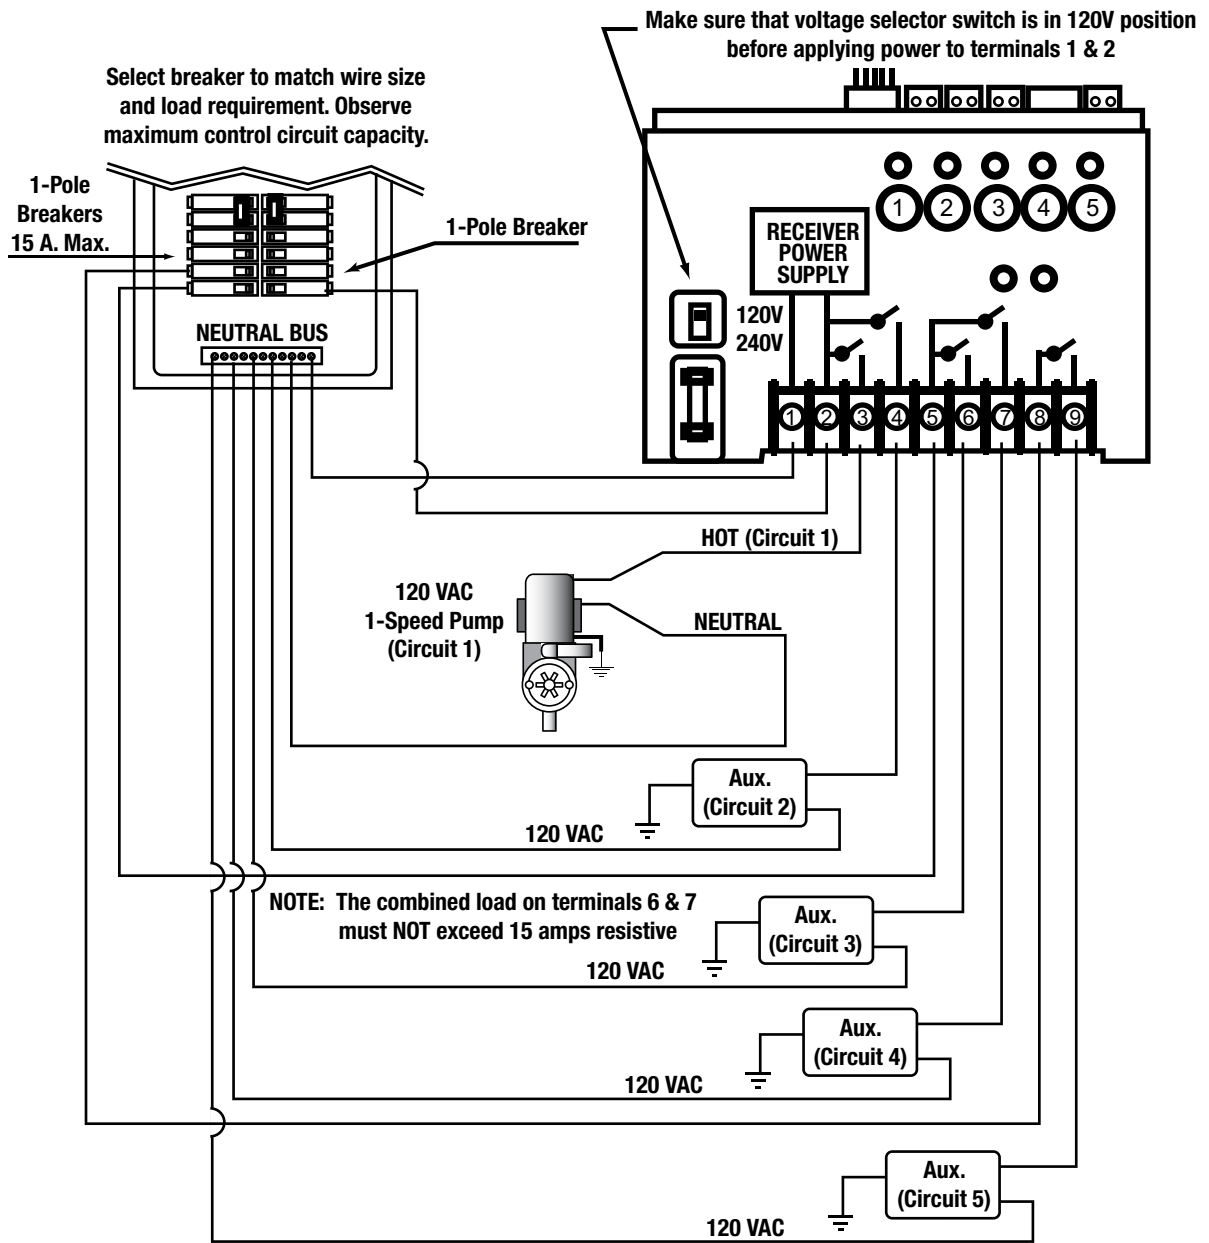 Make sure that voltage selector switch is in 120V position
before applying power to terminals 1 & 2
Select breaker to match wire size
and load requirement. Observe
maximum control circuit capacity.
1-Pole
Breakers
15 A. Max.
1-Pole Breaker
NEUTRAL BUS
1 2 3 4 5
RECEIVER
POWER
SUPPLY
120V
240V
1 2 3 4 5 6 7 8 9
HOT (Circuit 1)
120 VAC
1-Speed Pump
(Circuit 1)
NEUTRAL
Aux.
(Circuit 2)
120 VAC
NOTE: The combined load on terminals 6 & 7
must NOT exceed 15 amps resistive
Aux.
(Circuit 3)
120 VAC
Aux.
(Circuit 4)
120 VAC
Aux.
(Circuit 5)
120 VAC